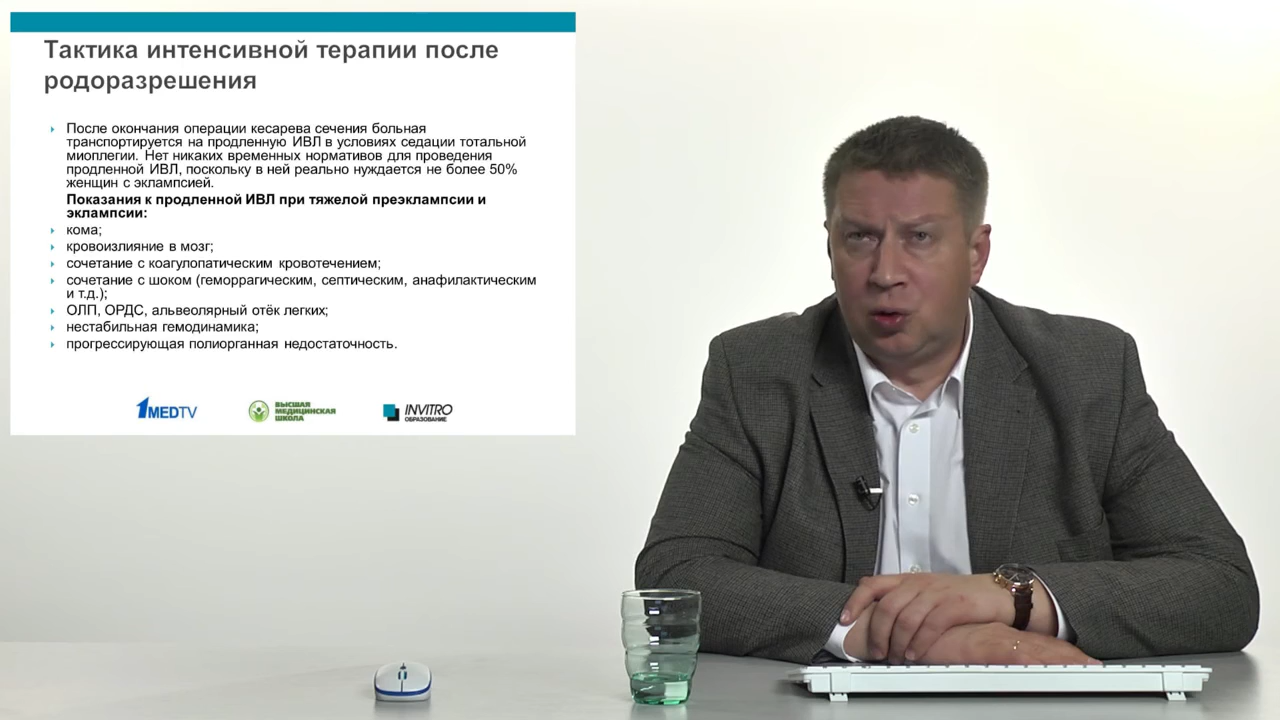 Тактика интенсивной терапии после
родоразрешения
После окончания операции кесарева сечения больная
транспортируется на продленную ИВЛ в условиях седации тотальной
миоплегии. Нет никаких временных нормативов для проведения
продленной ИВЛ, поскольку в ней реально нуждается не более 50%
женщин с эклампсией.
Показания к продленной ИВЛ при тяжелой преэклампсии и
эклампсии:
кома;
кровоизлияние в мозг;
сочетание с коагулопатическим кровотечением;
сочетание с шоком (геморрагическим, септическим, анафилактическим
и т.д.);
ОЛП, ОРДС, альвеолярный отёк легких;
нестабильная гемодинамика;
прогрессирующая полиорганная недостаточность.
1MEDTV
ВЫСШАЯ
МЕДИЦИНСКАЯ
ШКОЛА
INVITRO
ОБРАЗОВАНИЕ